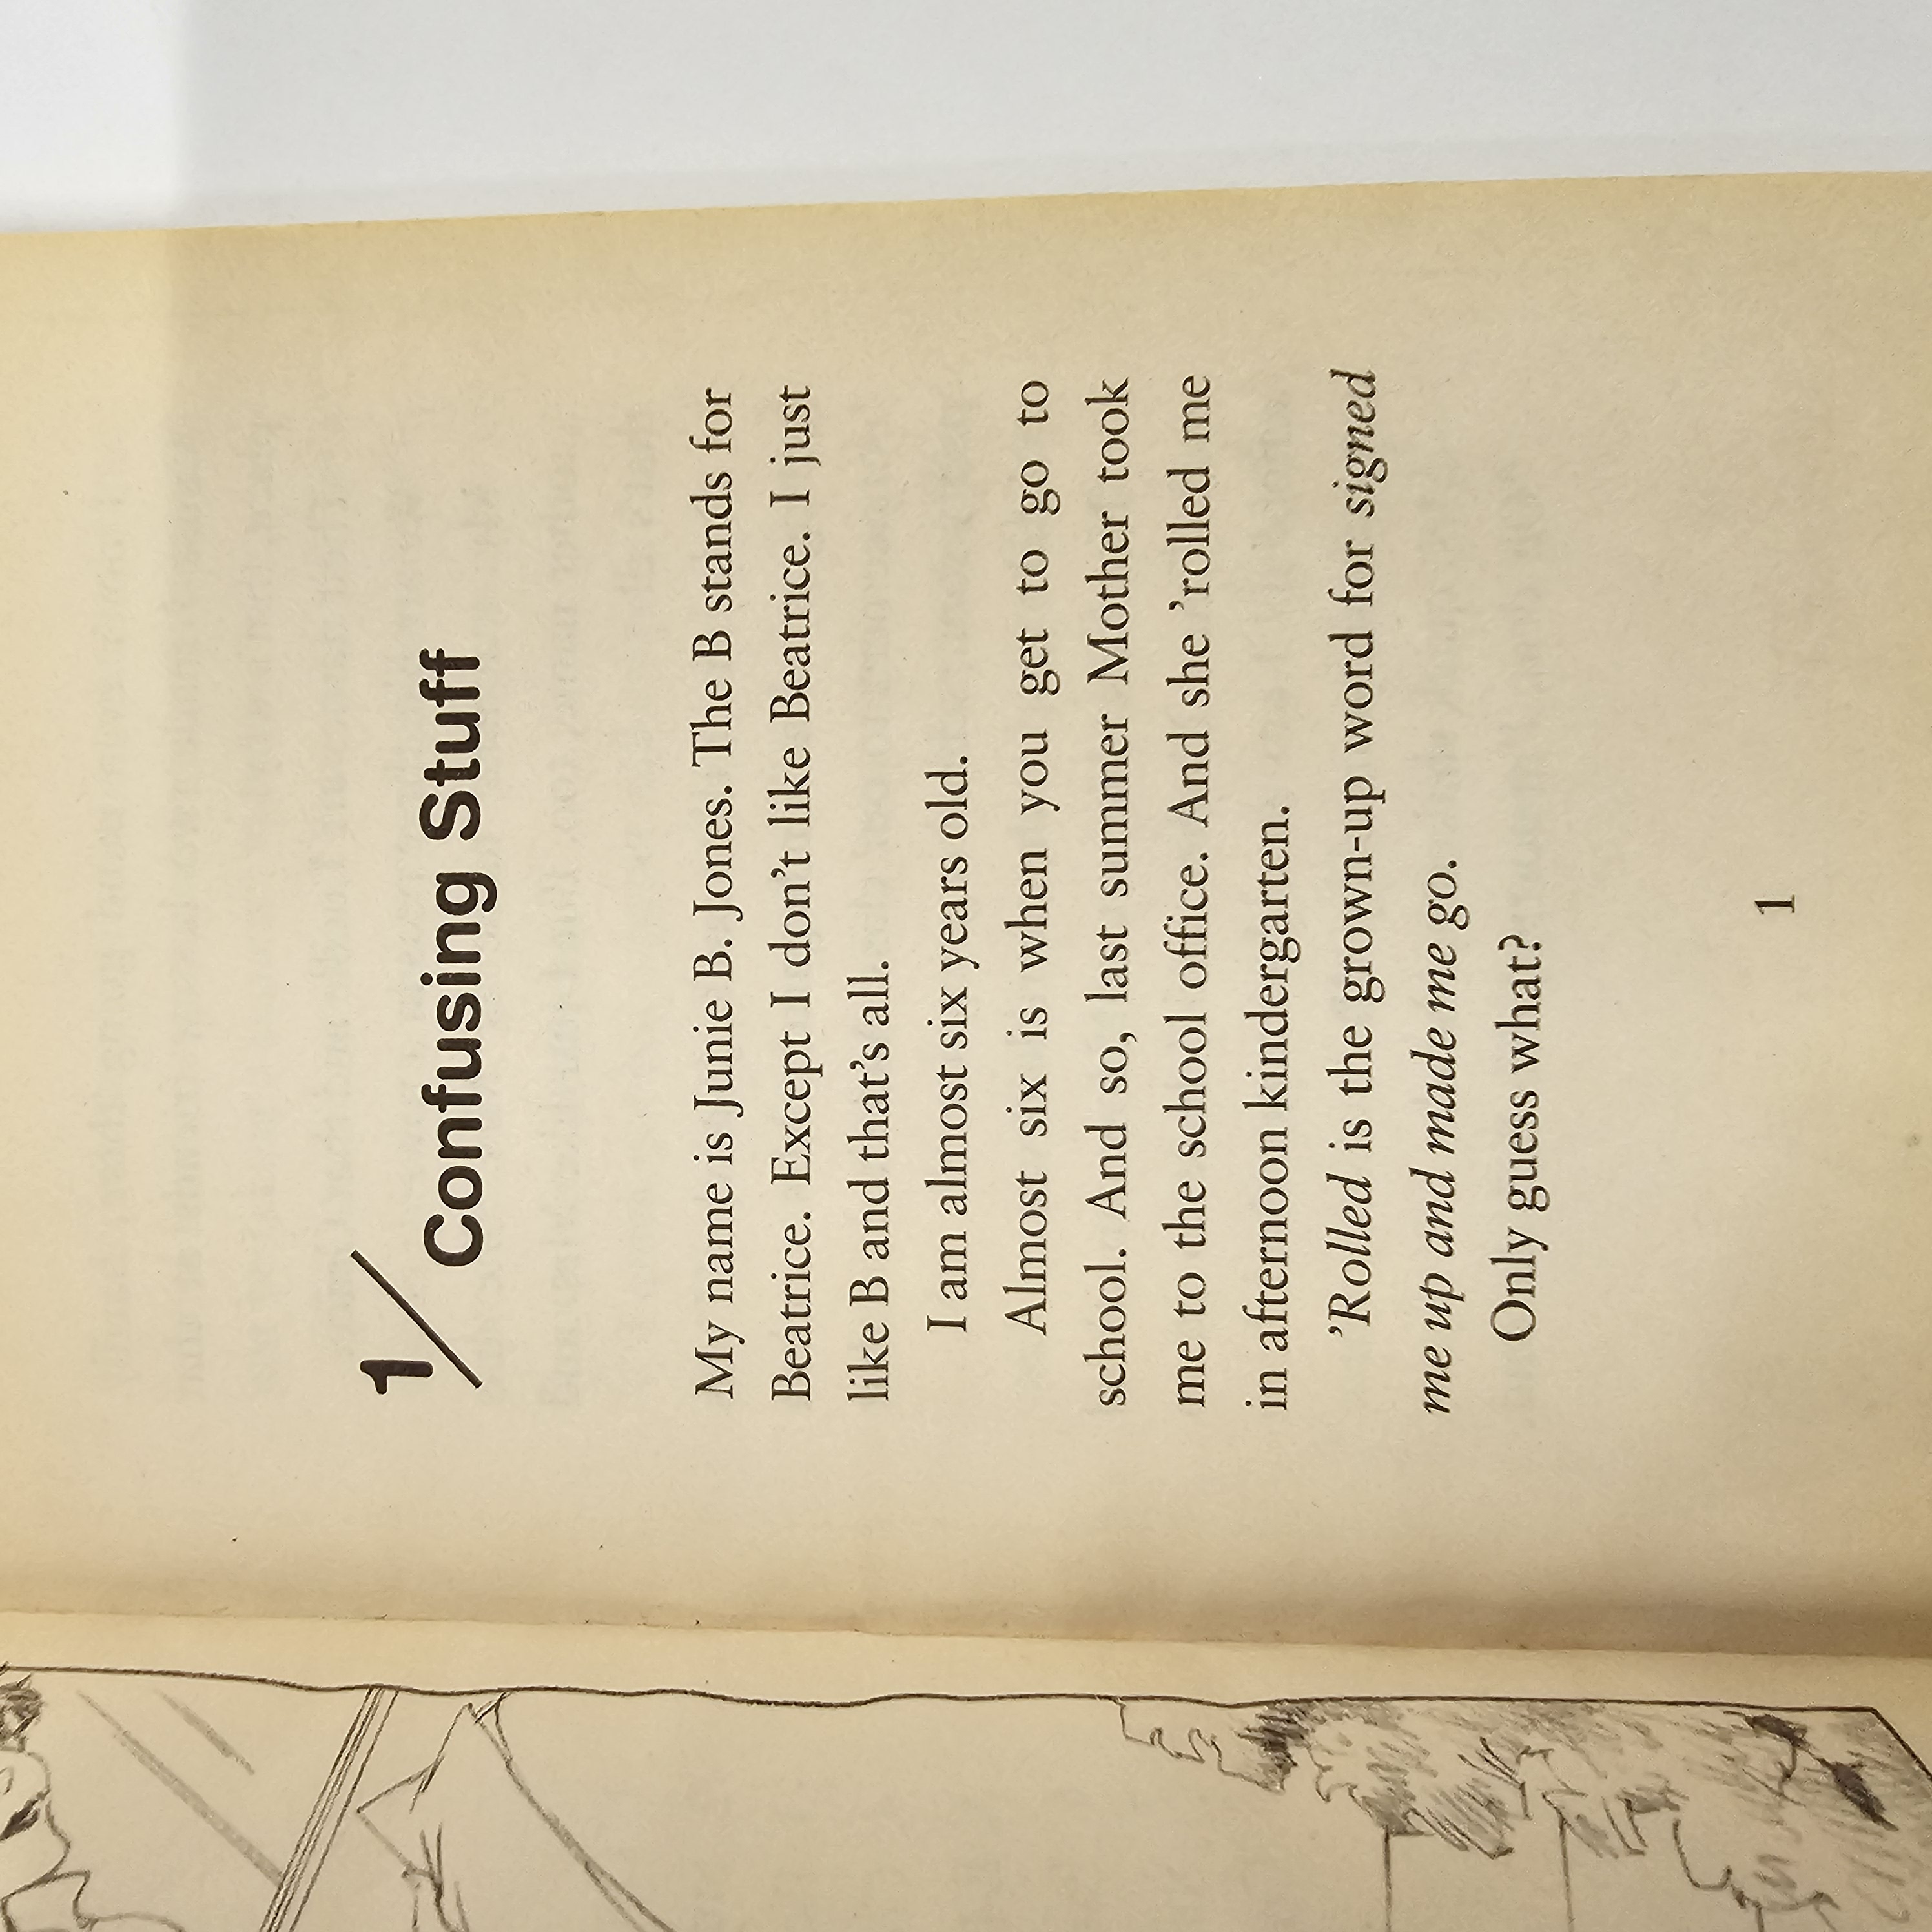 1/ Confusing Stuff
My name is Junie B. Jones. The B stands for
Beatrice. Except I don’t like Beatrice. I just
like B and that’s all.
I am almost six years old.
Almost six is when you get to go to
school. And so, last summer Mother took
me to the school office. And she ’rolled me
in afternoon kindergarten.
’Rolled is the grown-up word for signed
me up and made me go.
Only guess what?
1